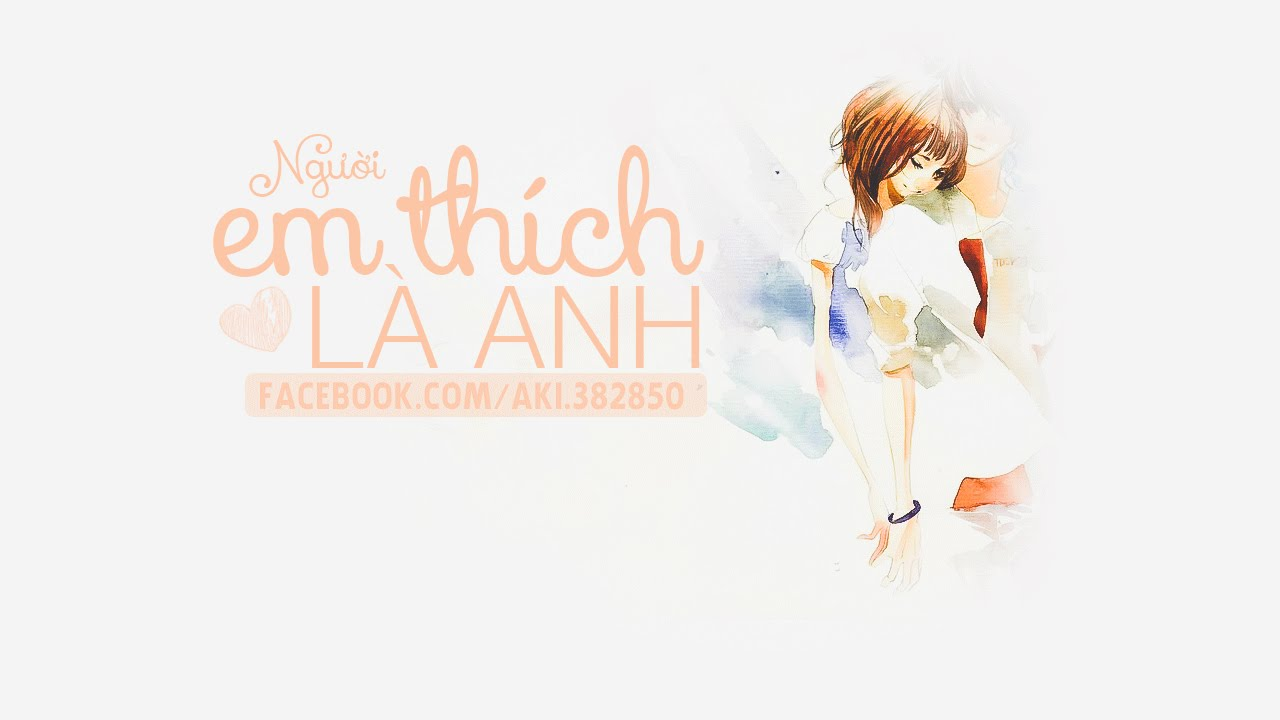 Người
em thích
LÀ ANH
FACEBOOK.COM/AKI.382850